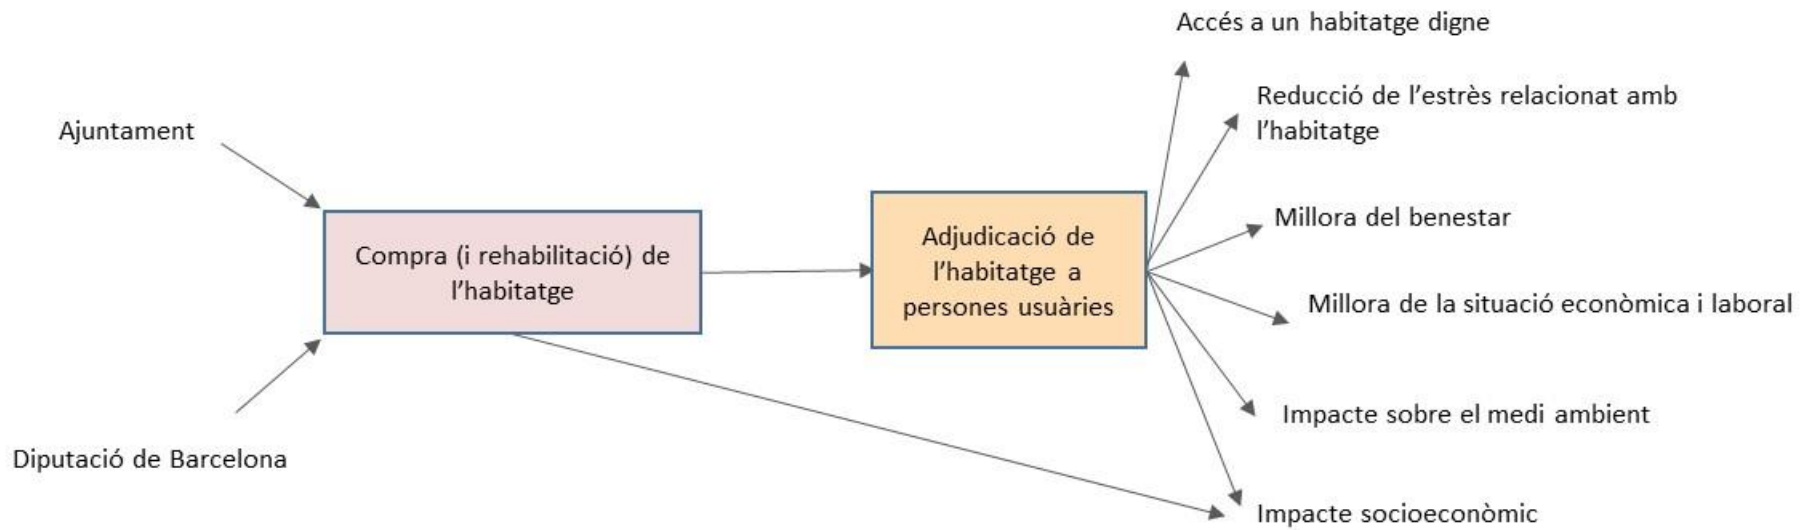 Accés a un habitatge digne
Reducció de l'estrès relacionat amb
l'habitatge
Ajuntament
Millora del benestar
Compra (i rehabilitació) de
l'habitatge
Adjudicació de
l'habitatge a
persones usuàries
Millora de la situació econòmica i laboral
Impacte sobre el medi ambient
Diputació de Barcelona
Impacte socioeconòmic